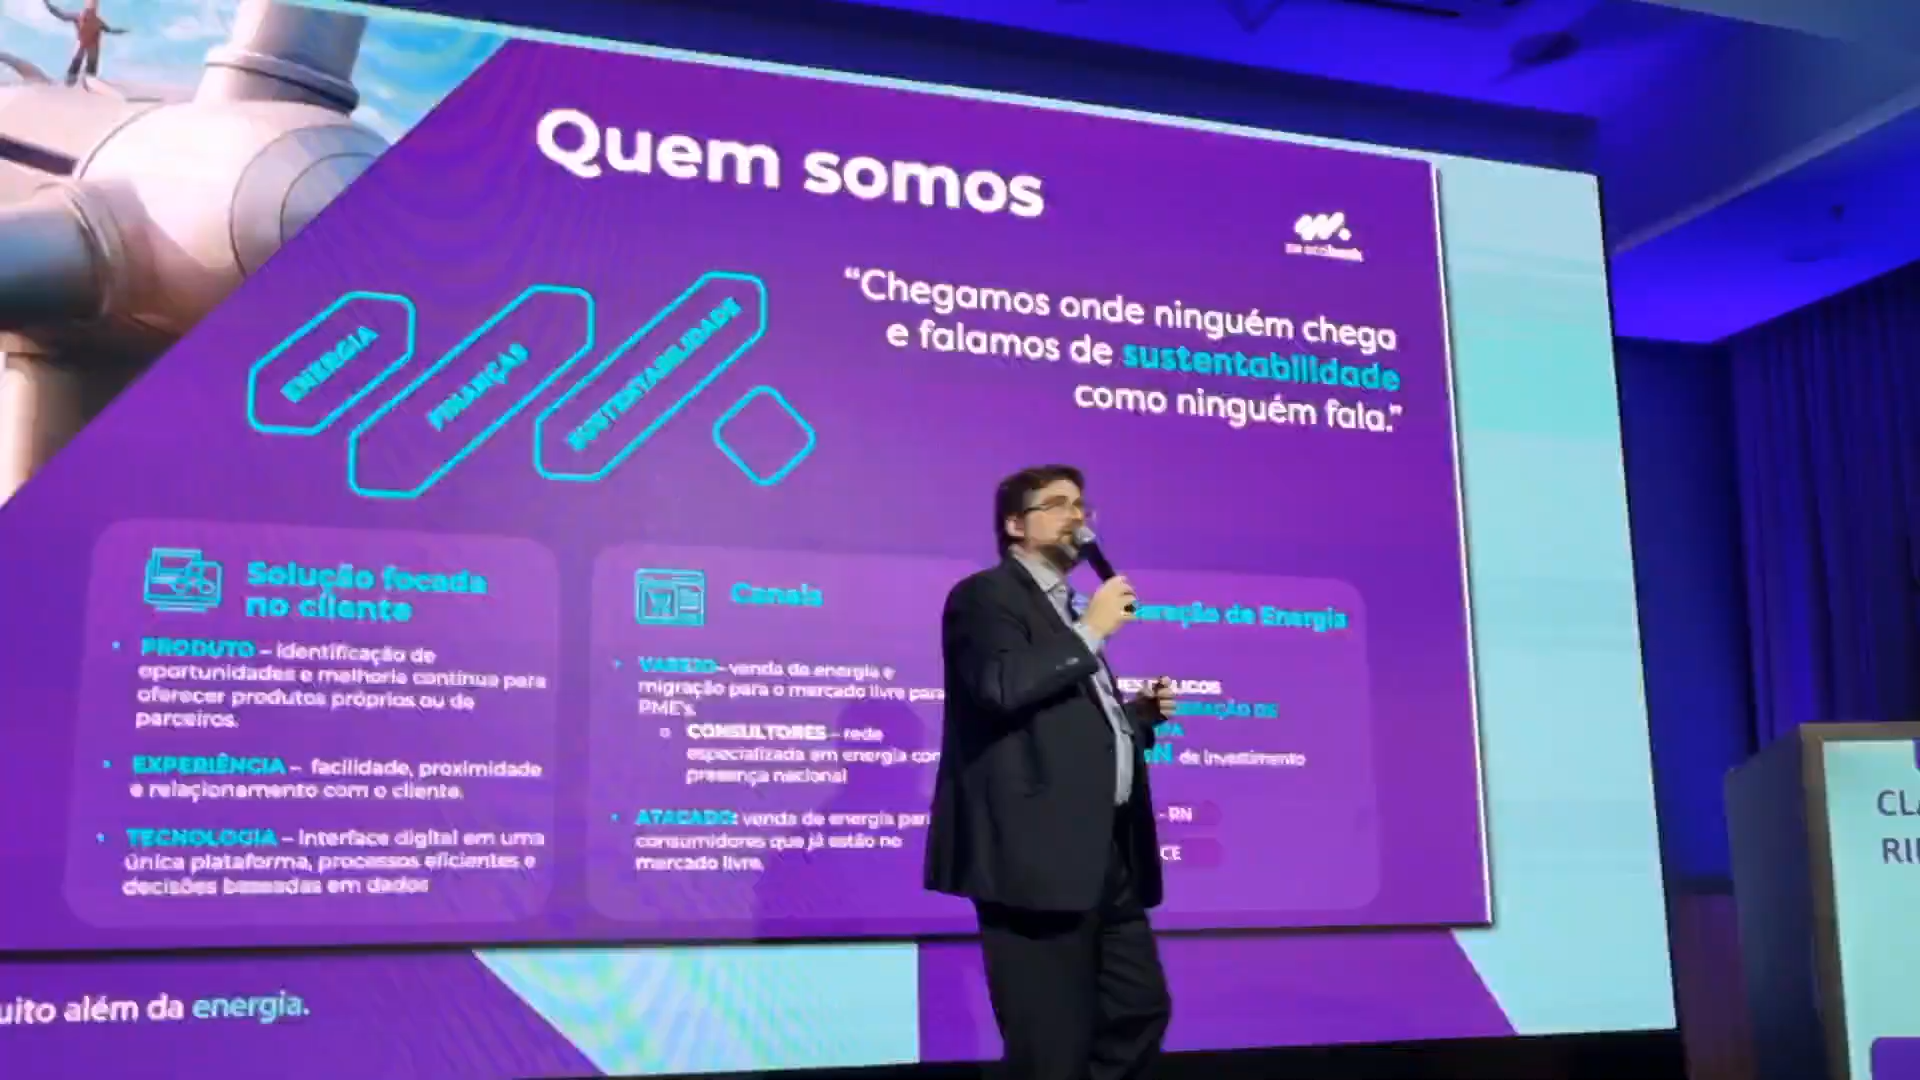 Quem somos
"Chegamos onde ninguém chega
e falamos de sustentabilidade
como ninguém fala."
ENERGIA
FINANÇAS
SUSTENTABILIDADE
Solução focada
no cliente
• PRODUTO – Identificação de
oportunidades e melhoria contínua para
oferecer produtos próprios ou de
parceiros.
• EXPERIÊNCIA – facilidade, proximidade
e relacionamento com o cliente.
• TECNOLOGIA – Interface digital em uma
única plataforma, processos eficientes e
decisões baseadas em dados
Canais
• VAREJO– venda de energia e
migração para o mercado livre para
PME's.
o CONSULTORES – rede
especializada em energia com
presença nacional
• ATACADO: venda de energia para
consumidores que já estão no
mercado livre.
de Energia
de investimento
- RN
CE
uito além da energia.
CLA
RI